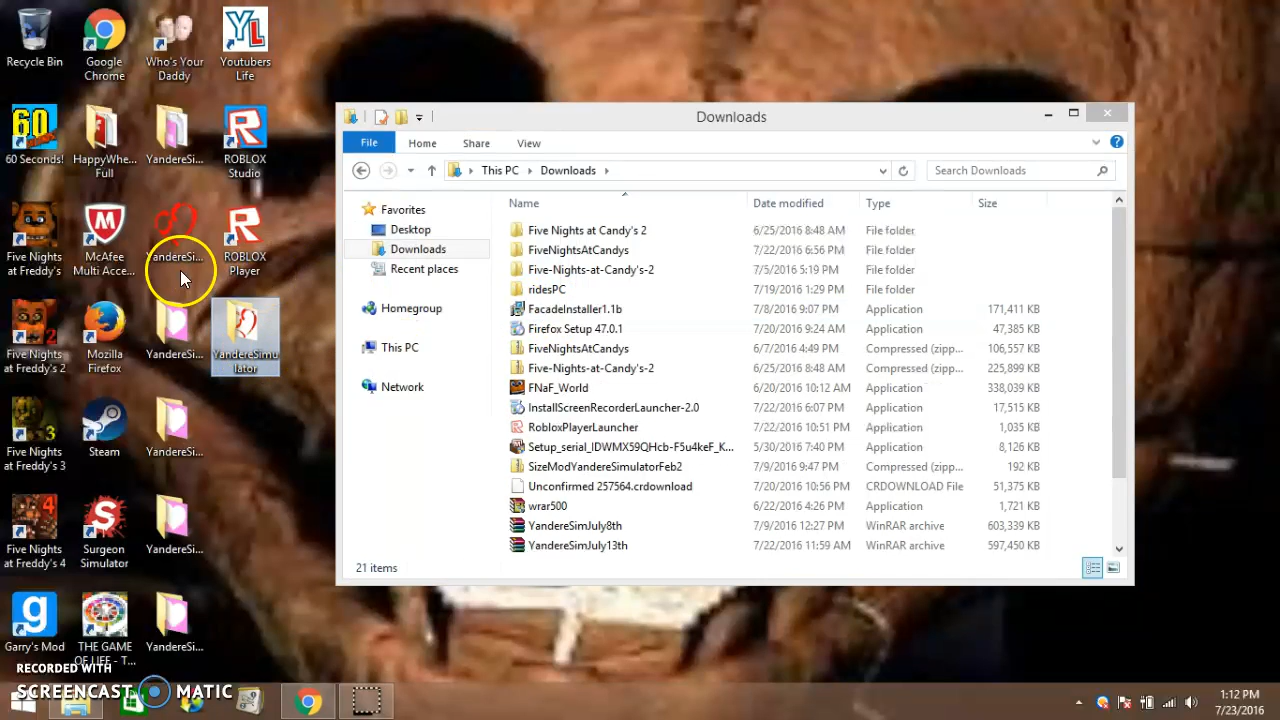 Recycle Bin
Google Chrome
Who's Your Daddy
Youtubers Life
60
60 Seconds!
HappyWhe... Full
YandereSi...
ROBLOX Studio
Five Nights at Freddy's
McAfee Multi Acce...
YandereSi...
ROBLOX Player
Five Nights at Freddy's 2
Mozilla Firefox
YandereSi...
YandereSimulator
Five Nights at Freddy's 3
Steam
YandereSi...
Five Nights at Freddy's 4
Surgeon Simulator
YandereSi...
Garry's Mod
THE GAME OF LIFE - T...
YandereSi...
Downloads
File Home Share View
This PC Downloads
Search Downloads
Favorites
Desktop
Downloads
Recent places
Homegroup
This PC
Network
Name Date modified Type Size
Five Nights at Candy's 2 6/25/2016 8:48 AM File folder
FiveNightsAtCandys 7/22/2016 6:56 PM File folder
Five-Nights-at-Candy's-2 7/5/2016 5:19 PM File folder
ridesPC 7/19/2016 1:29 PM File folder
FacadeInstaller1.1b 7/8/2016 9:07 PM Application 171,411 KB
Firefox Setup 47.0.1 7/20/2016 9:24 AM Application 47,385 KB
FiveNightsAtCandys 6/7/2016 4:49 PM Compressed (zipp... 106,557 KB
Five-Nights-at-Candy's-2 6/25/2016 8:48 AM Compressed (zipp... 225,899 KB
FNaF_World 6/20/2016 10:12 AM Application 338,039 KB
InstallScreenRecorderLauncher-2.0 7/22/2016 6:07 PM Application 17,515 KB
RobloxPlayerLauncher 7/22/2016 10:51 PM Application 1,035 KB
Setup_serial_IDWMX59QHcb-F5u4keF_K... 5/30/2016 7:40 PM Application 8,126 KB
SizeModYandereSimulatorFeb2 7/9/2016 9:47 PM Compressed (zipp... 192 KB
Unconfirmed 257564.crdownload 7/20/2016 10:56 PM CRDOWNLOAD File 51,375 KB
wrar500 6/22/2016 4:26 PM Application 1,721 KB
YandereSimJuly8th 7/9/2016 12:27 PM WinRAR archive 603,339 KB
YandereSimJuly13th 7/22/2016 11:59 AM WinRAR archive 597,450 KB
21 items
RECORDED WITH
SCREENCAST MATIC
1:12 PM
7/23/2016